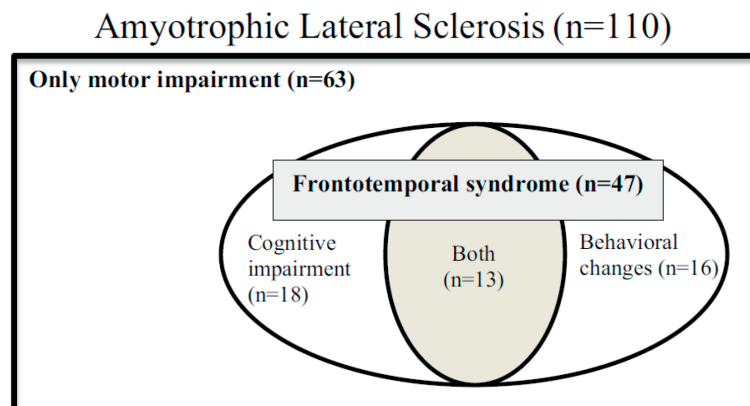 Amyotrophic Lateral Sclerosis (n=110)
Only motor impairment (n=63)
Frontotemporal syndrome (n=47)
Cognitive
impairment
(n=18)
Both
(n=13)
Behavioral
changes (n=16)